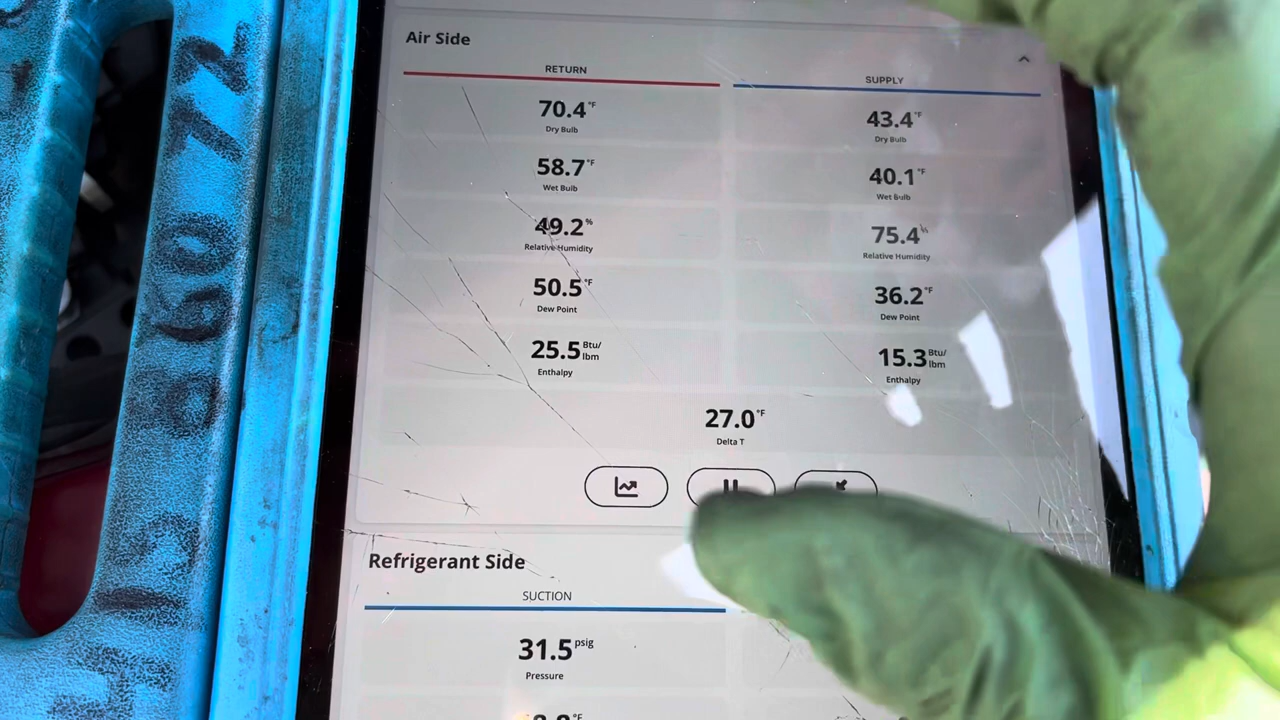 Air Side
RETURN
SUPPLY
70.4°F
Dry Bulb
43.4°F
Dry Bulb
58.7°F
Wet Bulb
40.1°F
Wet Bulb
49.2%
Relative Humidity
75.4%
Relative Humidity
50.5°F
Dew Point
36.2°F
Dew Point
25.5 Btu/lbm
Enthalpy
15.3 Btu/lbm
Enthalpy
27.0°F
Delta T
Refrigerant Side
SUCTION
31.5 psig
Pressure